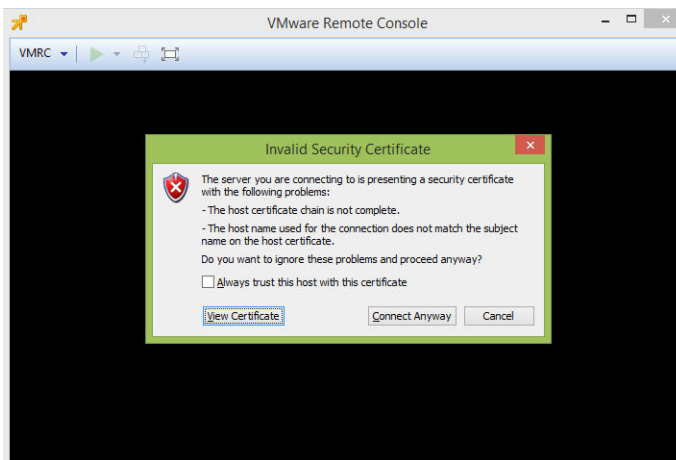 VMware Remote Console
VMRC
Invalid Security Certificate
The server you are connecting to is presenting a security certificate
with the following problems:
- The host certificate chain is not complete.
- The host name used for the connection does not match the subject
name on the host certificate.
Do you want to ignore these problems and proceed anyway?
Always trust this host with this certificate
View Certificate
Connect Anyway
Cancel